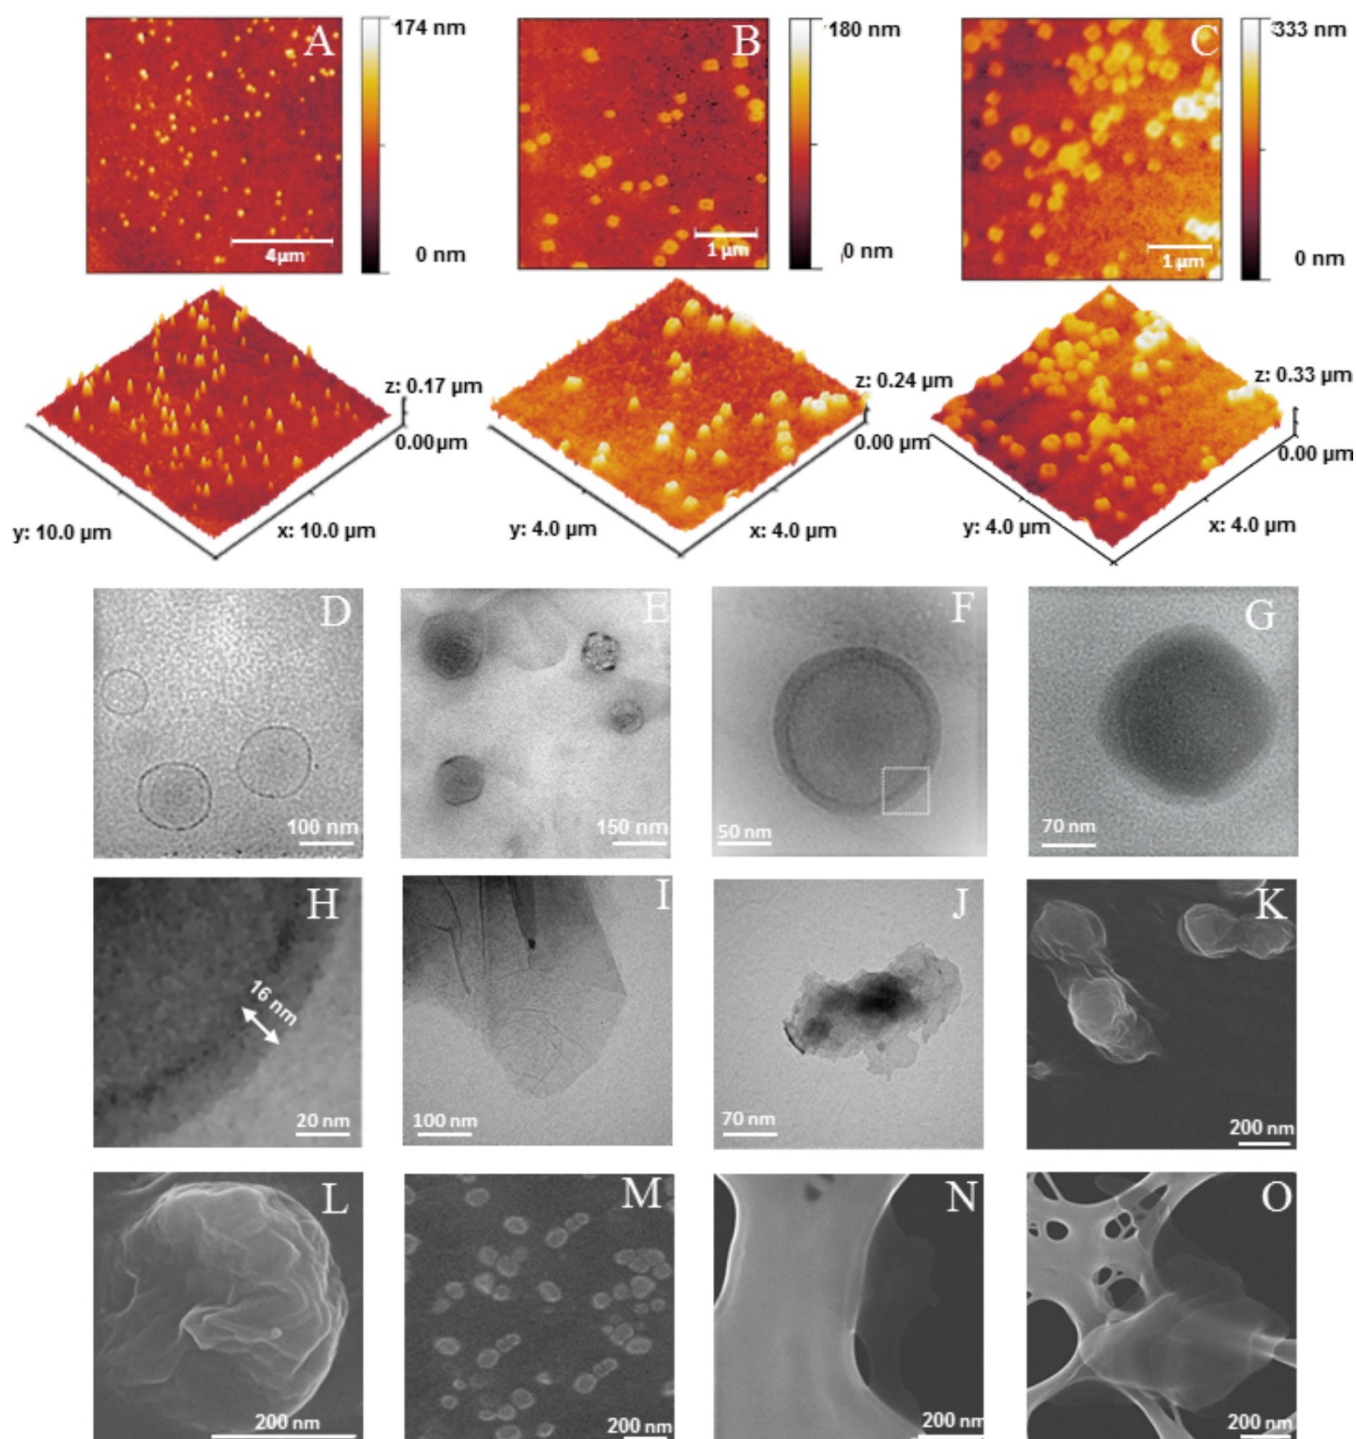 A
174 nm
0 nm
4µm
B
180 nm
0 nm
1 µm
C
333 nm
0 nm
1 µm
z: 0.17 µm
0.00µm
y: 10.0 µm
x: 10.0 µm
z: 0.24 µm
0.00 µm
y: 4.0 µm
x: 4.0 µm
z: 0.33 µm
0.00 µm
y: 4.0 µm
x: 4.0 µm
D
100 nm
E
150 nm
F
50 nm
G
70 nm
H
16 nm
20 nm
I
100 nm
J
70 nm
K
200 nm
L
200 nm
M
200 nm
N
200 nm
O
200 nm